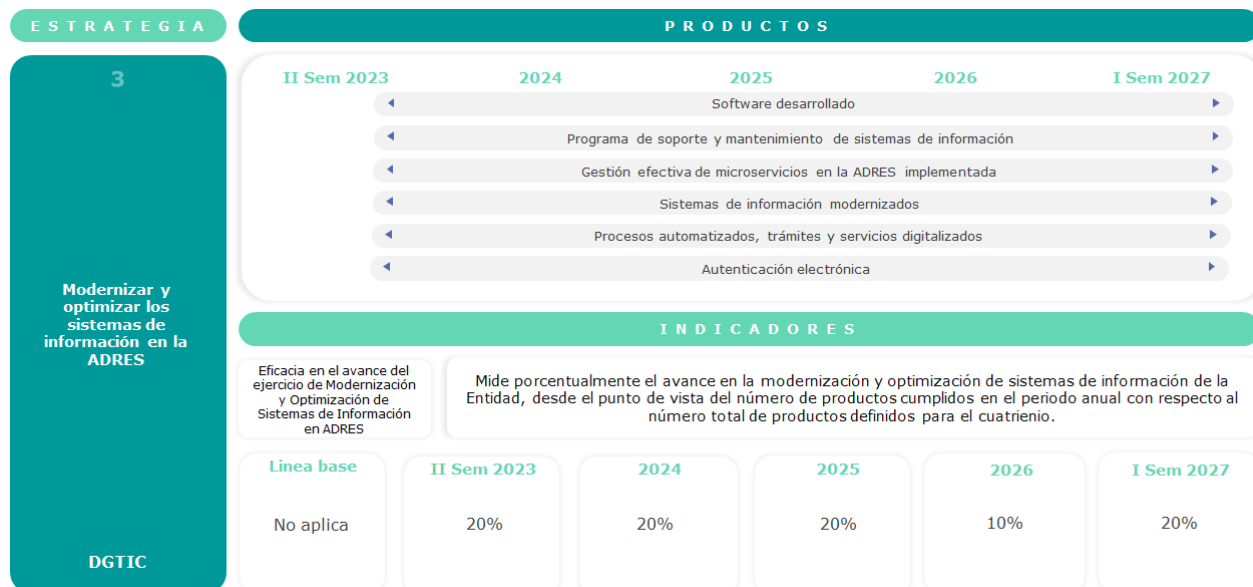 ESTRATEGIA
PRODUCTOS
3
Modernizar y
optimizar los
sistemas de
información en la
ADRES
DGTIC
II Sem 2023 2024 2025 2026 I Sem 2027
Software desarrollado
Programa de soporte y mantenimiento de sistemas de información
Gestión efectiva de microservicios en la ADRES implementada
Sistemas de información modernizados
Procesos automatizados, trámites y servicios digitalizados
Autenticación electrónica
INDICADORES
Eficacia en el avance del
ejercicio de Modernización
y Optimización de
Sistemas de Información
en ADRES
Mide porcentualmente el avance en la modernización y optimización de sistemas de información de la
Entidad, desde el punto de vista del número de productos cumplidos en el periodo anual con respecto al
número total de productos definidos para el cuatrienio.
Linea base II Sem 2023 2024 2025 2026 I Sem 2027
No aplica 20% 20% 20% 10% 20%